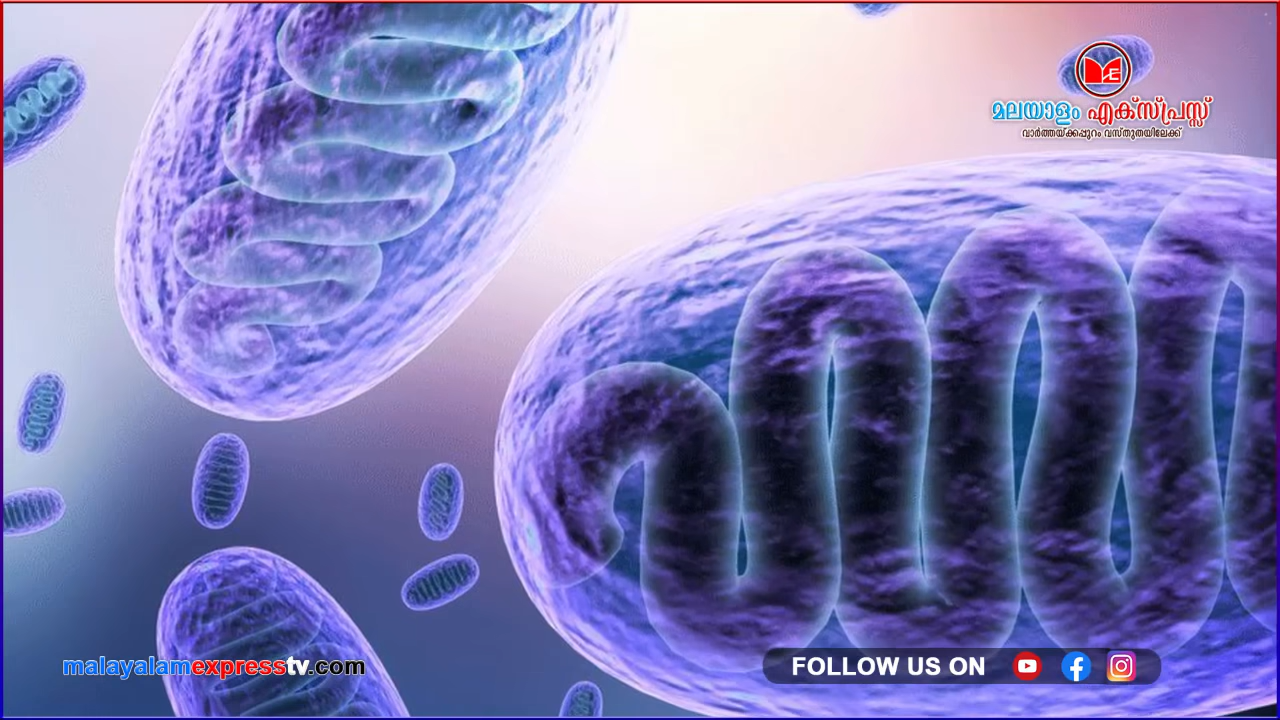 മലയാളം എക്സ്പ്രസ്സ്
വാർത്തയ്ക്കപ്പുറം വസ്തുതയിലേക്ക്
malayalamexpresstv.com
FOLLOW US ON